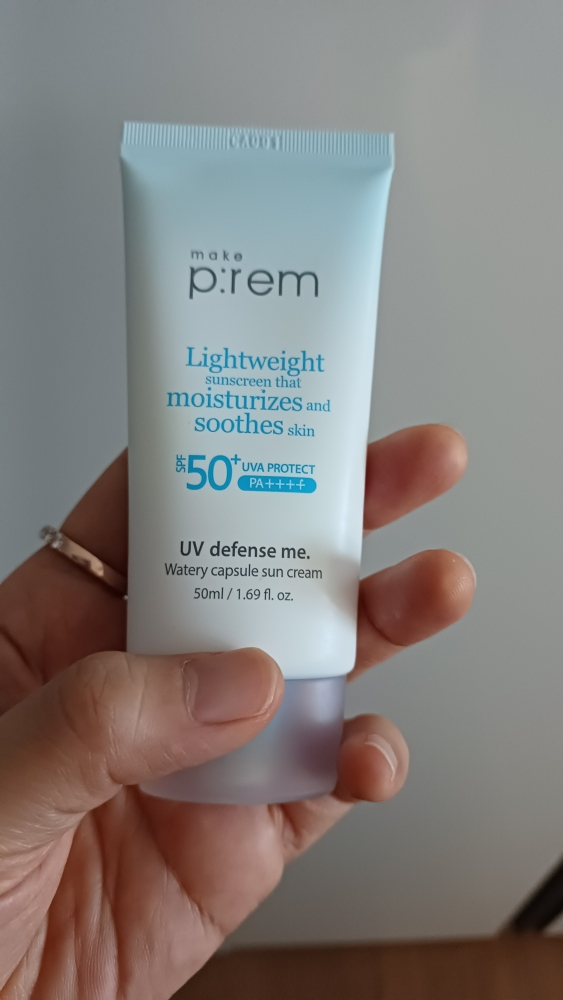 make
p:rem
Lightweight
sunscreen that
moisturizes and
soothes skin
SPF 50+ UVA PROTECT
PA++++
UV defense me.
Watery capsule sun cream
50ml / 1.69 fl. oz.